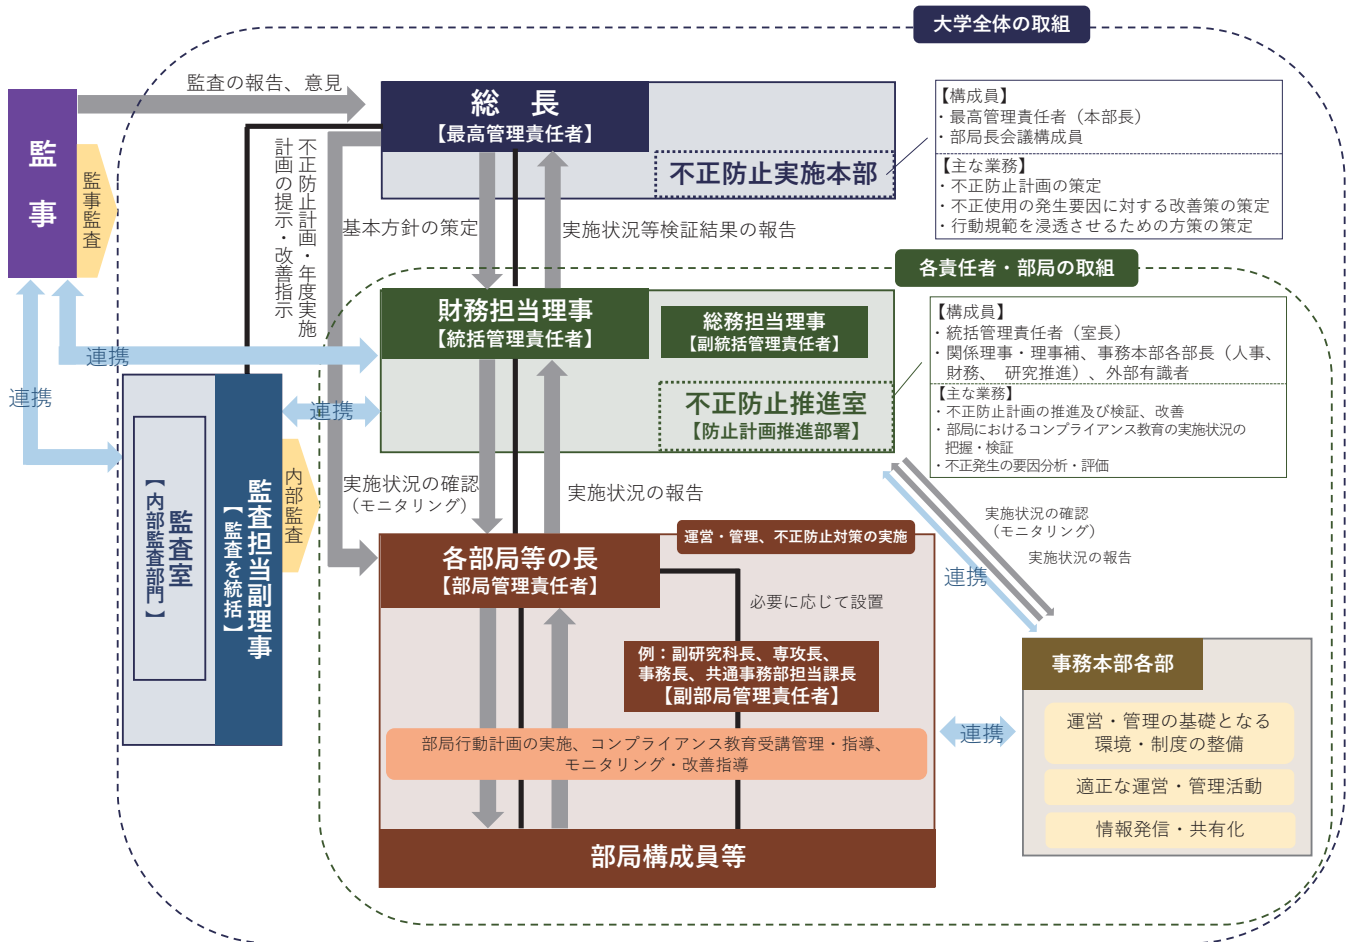 大学全体の取組
監査の報告、意見
監事
監事監査
総　長
【最高管理責任者】
不正防止実施本部
【構成員】
・最高管理責任者（本部長）
・部局長会議構成員
【主な業務】
・不正防止計画の策定
・不正使用の発生要因に対する改善策の策定
・行動規範を浸透させるための方策の策定
不正防止計画・年度実施
計画の提示・改善指示
基本方針の策定
実施状況等検証結果の報告
各責任者・部局の取組
財務担当理事
【統括管理責任者】
総務担当理事
【副統括管理責任者】
不正防止推進室
【防止計画推進部署】
【構成員】
・統括管理責任者（室長）
・関係理事・理事補、事務本部各部長（人事、
財務、 研究推進）、外部有識者
【主な業務】
・不正防止計画の推進及び検証、改善
・部局におけるコンプライアンス教育の実施状況の
把握・検証
・不正発生の要因分析・評価
連携
連携
連携
監査室
【内部監査部門】
監査担当副理事
【監査を統括】
内部監査
実施状況の確認
（モニタリング）
実施状況の報告
実施状況の確認
（モニタリング）
実施状況の報告
連携
運営・管理、不正防止対策の実施
各部局等の長
【部局管理責任者】
必要に応じて設置
例：副研究科長、専攻長、
事務長、共通事務部担当課長
【副部局管理責任者】
部局行動計画の実施、コンプライアンス教育受講管理・指導、
モニタリング・改善指導
部局構成員等
連携
事務本部各部
運営・管理の基礎となる
環境・制度の整備
適正な運営・管理活動
情報発信・共有化